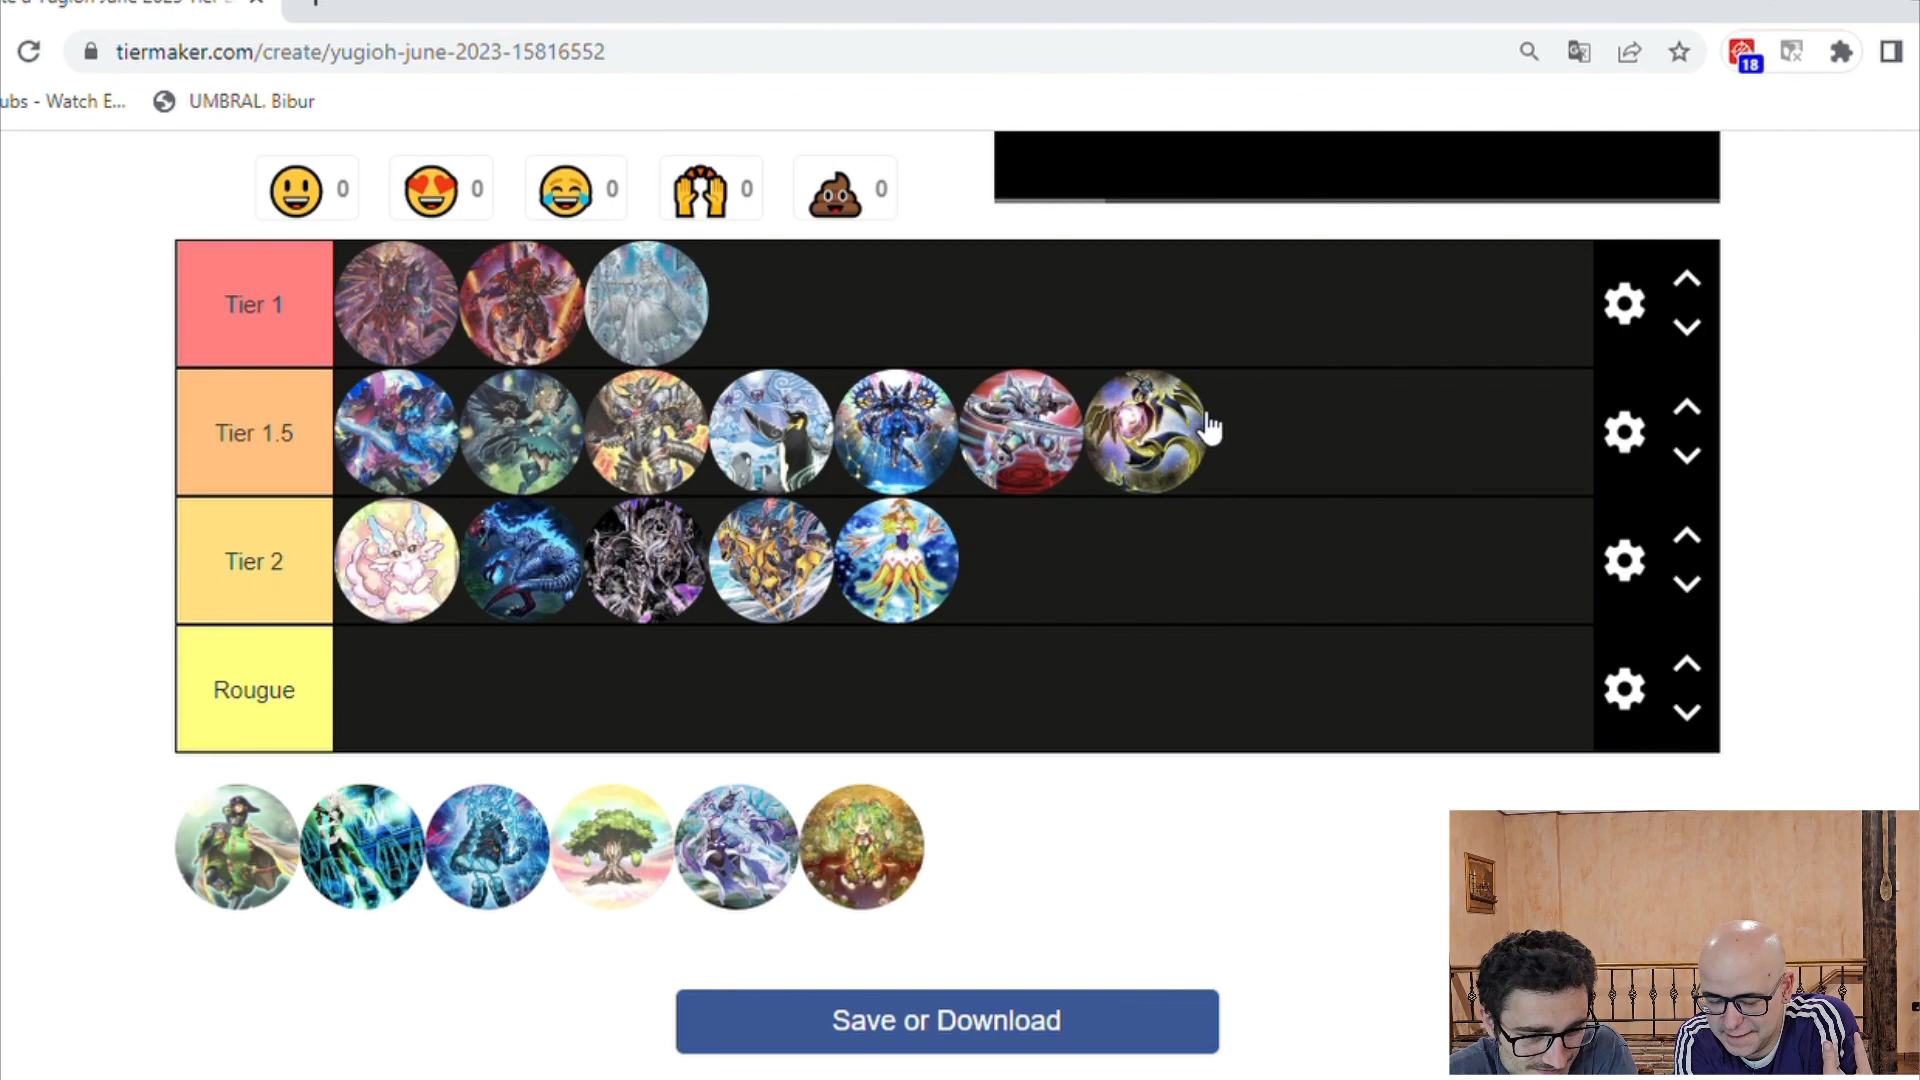 tiermaker.com/create/yugioh-june-2023-15816552
18
ubs - Watch E...
UMBRAL. Bibur
0
0
0
0
0
Tier 1
Tier 1.5
Tier 2
Rougue
Save or Download